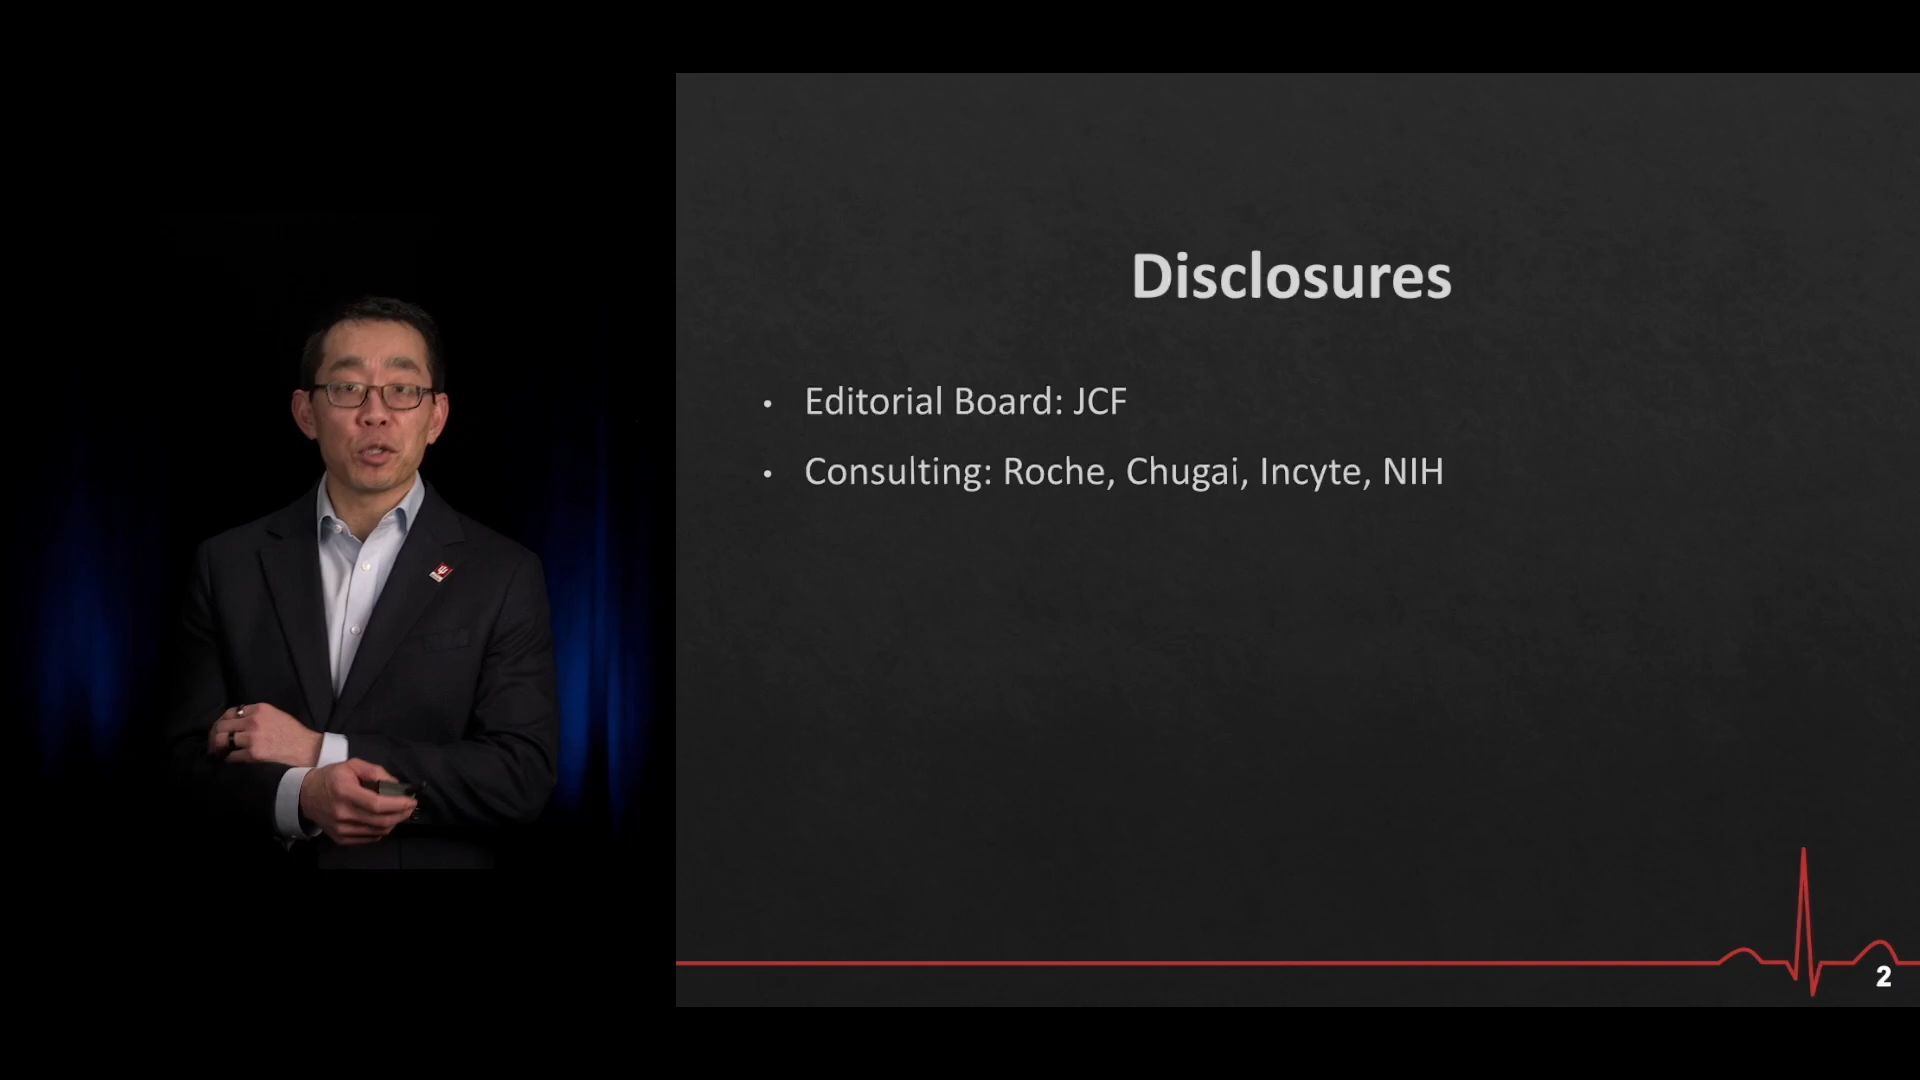 Disclosures
• Editorial Board: JCF
• Consulting: Roche, Chugai, Incyte, NIH
2